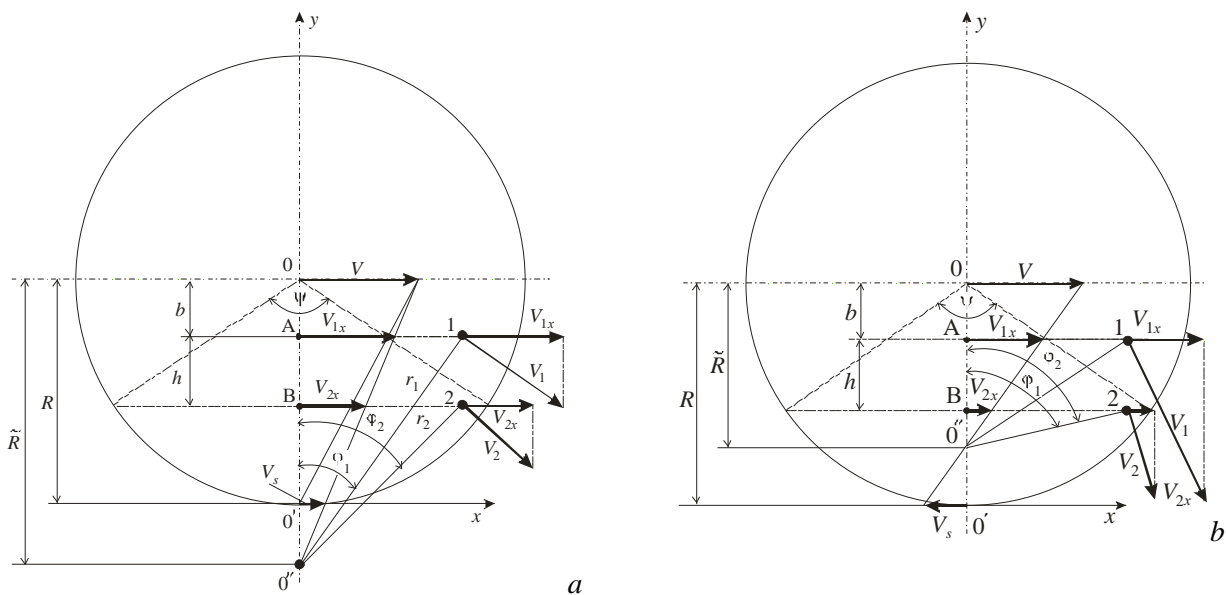 y
0
V
ψ
b
A
V₁ₓ
1
V₁ₓ
h
r₁
V₁
R
B
V₂ₓ
2
V₂ₓ
R̃
φ₂
r₂
V₂
φ₁
Vₛ
0′
x
0″
a
y
0
V
b
A
V₁ₓ
1
V₁ₓ
R̃
φ₂
h
φ₁
R
B
V₂ₓ
2
V₁
0″
V₂
V₂ₓ
Vₛ
0′
x
b